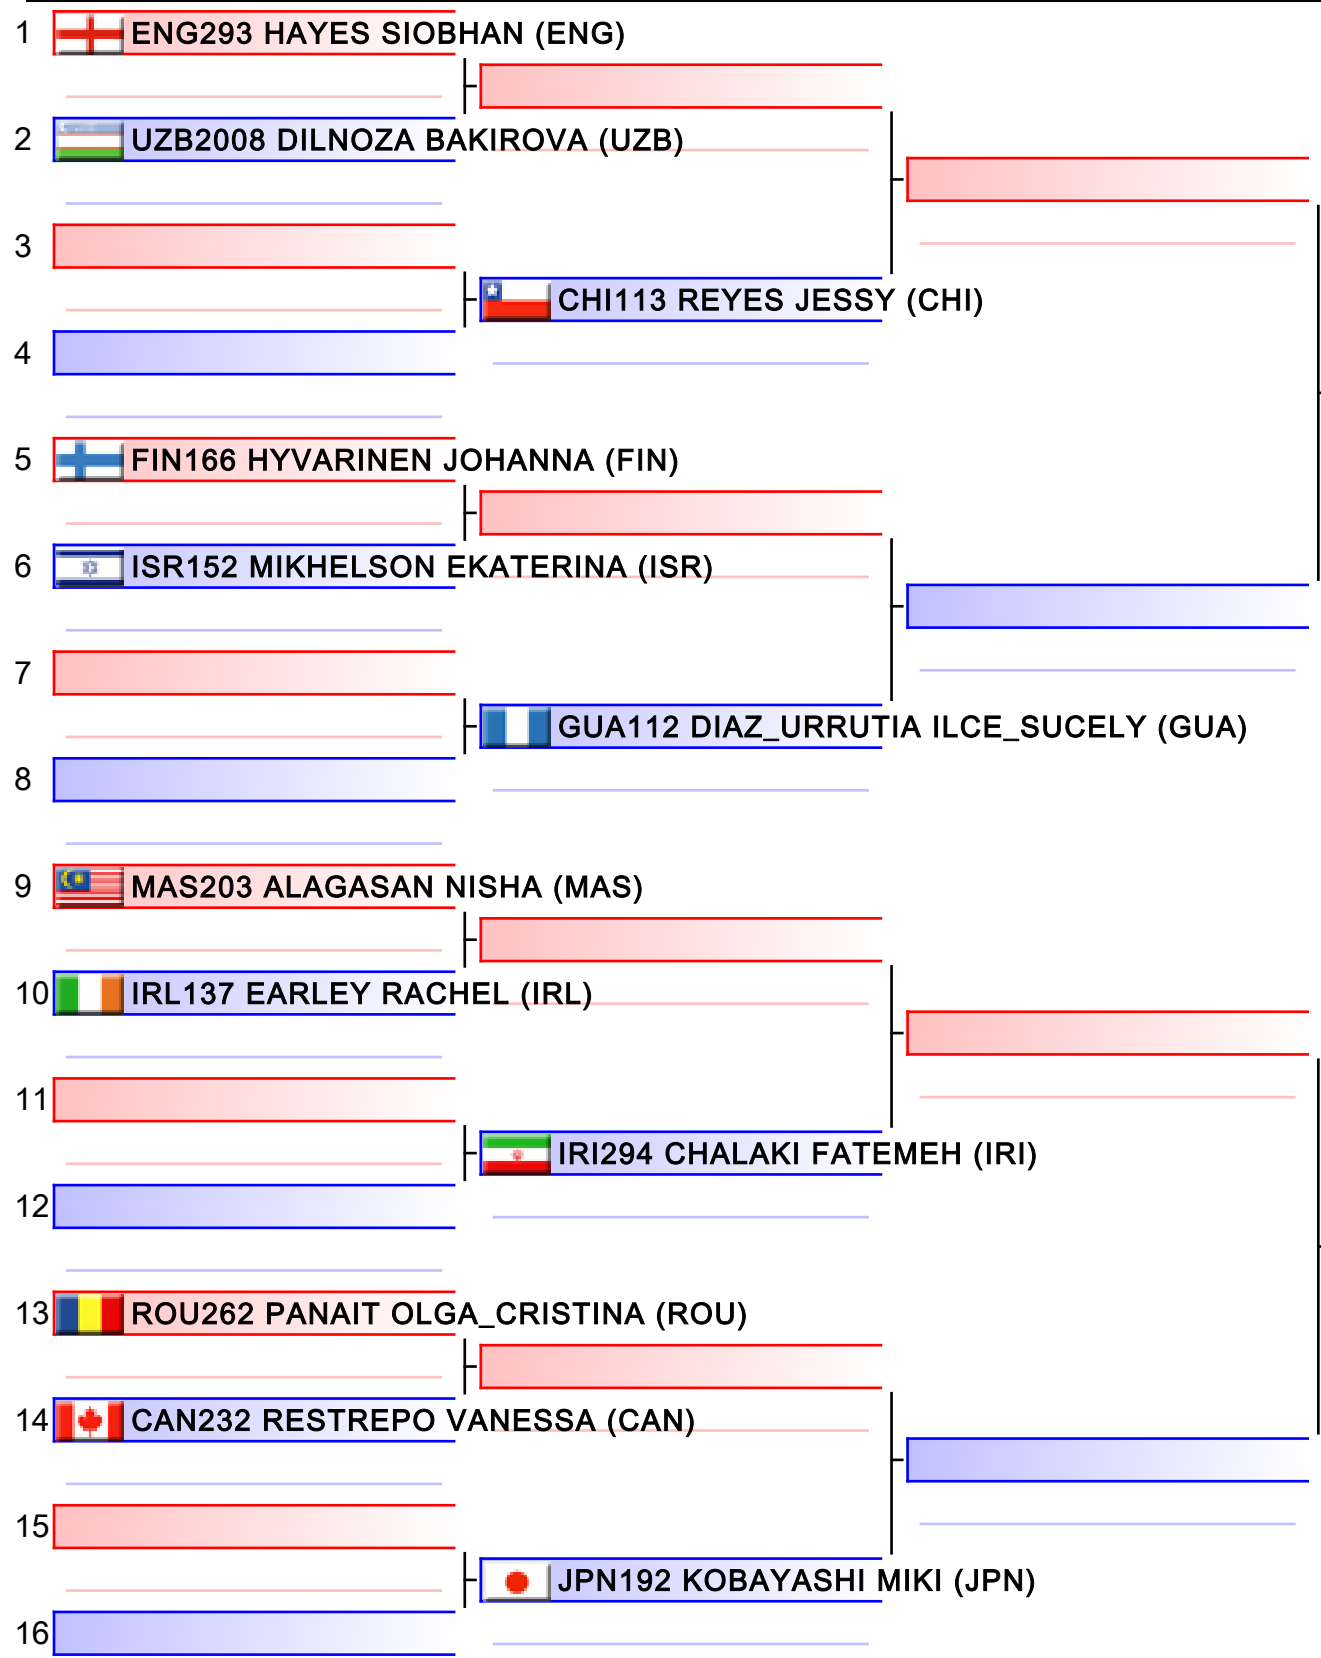 1 ENG293 HAYES SIOBHAN (ENG)
2 UZB2008 DILNOZA BAKIROVA (UZB)
3
CHI113 REYES JESSY (CHI)
4
5 FIN166 HYVARINEN JOHANNA (FIN)
6 ISR152 MIKHELSON EKATERINA (ISR)
7
GUA112 DIAZ_URRUTIA ILCE_SUCELY (GUA)
8
9 MAS203 ALAGASAN NISHA (MAS)
10 IRL137 EARLEY RACHEL (IRL)
11
IRI294 CHALAKI FATEMEH (IRI)
12
13 ROU262 PANAIT OLGA_CRISTINA (ROU)
14 CAN232 RESTREPO VANESSA (CAN)
15
JPN192 KOBAYASHI MIKI (JPN)
16